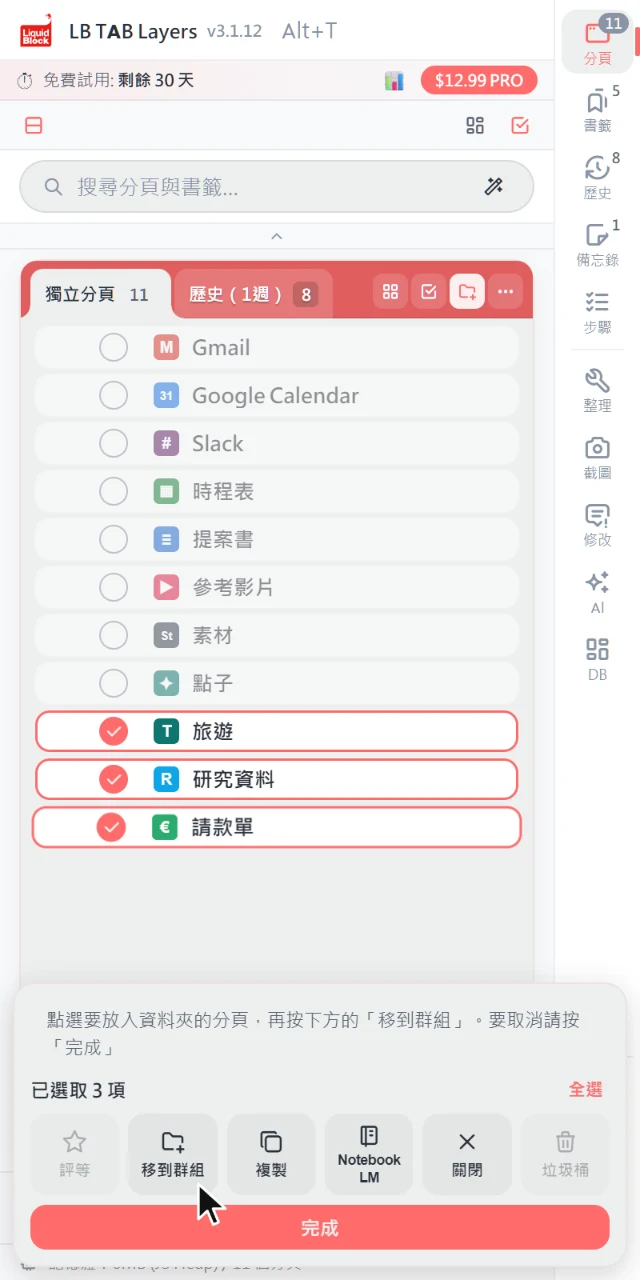 Liquid Block
LB TAB Layers v3.1.12 Alt+T
免費試用: 剩餘 30 天
$12.99 PRO
搜尋分頁與書籤...
獨立分頁 11
歷史 ( 1週 ) 8
M Gmail
31 Google Calendar
# Slack
時程表
提案書
參考影片
St 素材
點子
T 旅遊
R 研究資料
€ 請款單
11
分頁
5
書籤
8
歷史
1
備忘錄
步驟
整理
截圖
修改
AI
DB
點選要放入資料夾的分頁，再按下方的「移到群組」。要取消請按
「完成」
已選取 3 項
全選
評等
移到群組
複製
Notebook
LM
關閉
垃圾桶
完成